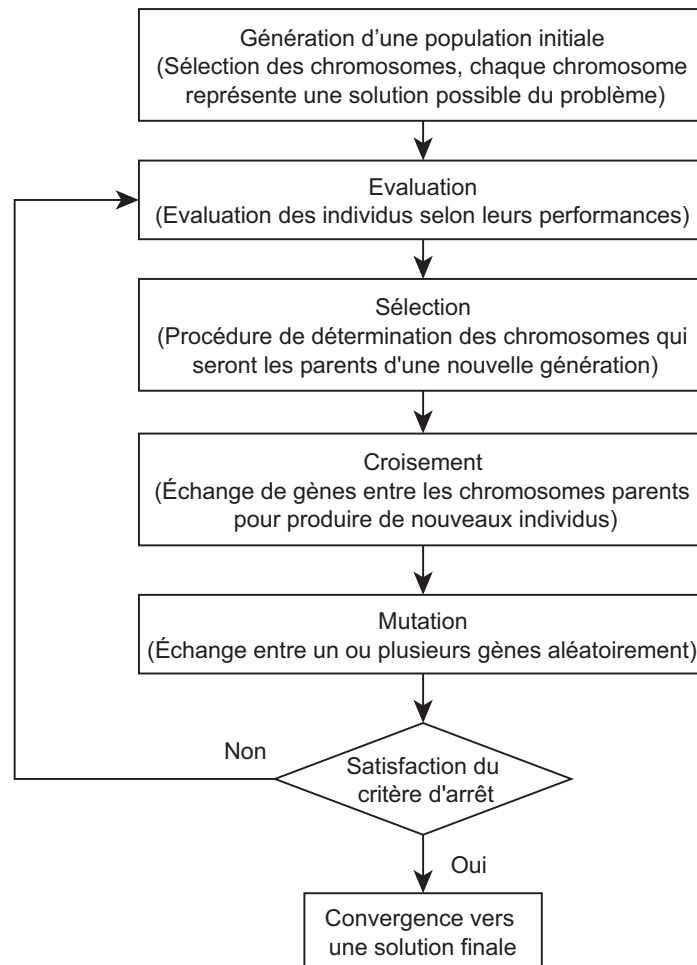 Génération d’une population initiale
(Sélection des chromosomes, chaque chromosome
représente une solution possible du problème)
Evaluation
(Evaluation des individus selon leurs performances)
Sélection
(Procédure de détermination des chromosomes qui
seront les parents d'une nouvelle génération)
Croisement
(Échange de gènes entre les chromosomes parents
pour produire de nouveaux individus)
Mutation
(Échange entre un ou plusieurs gènes aléatoirement)
Non
Satisfaction du
critère d'arrêt
Oui
Convergence vers
une solution finale